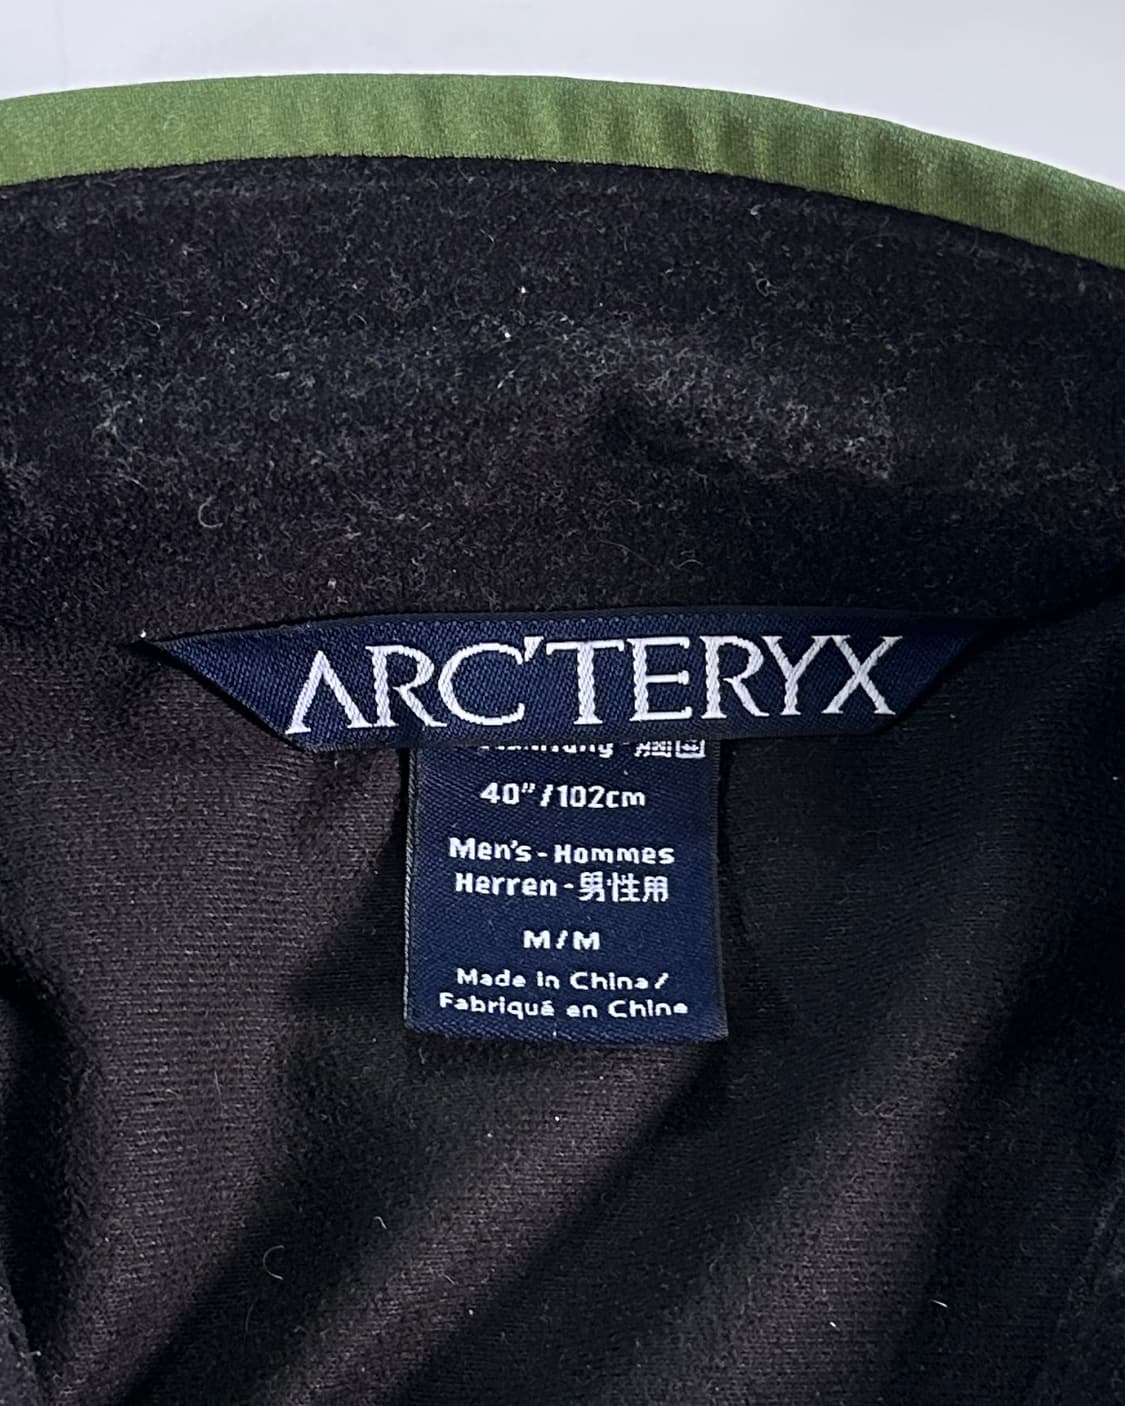 ARC'TERYX
40"/102cm
Men's - Hommes
Herren - 男性用
M/M
Made in China/
Fabriqué en Chine